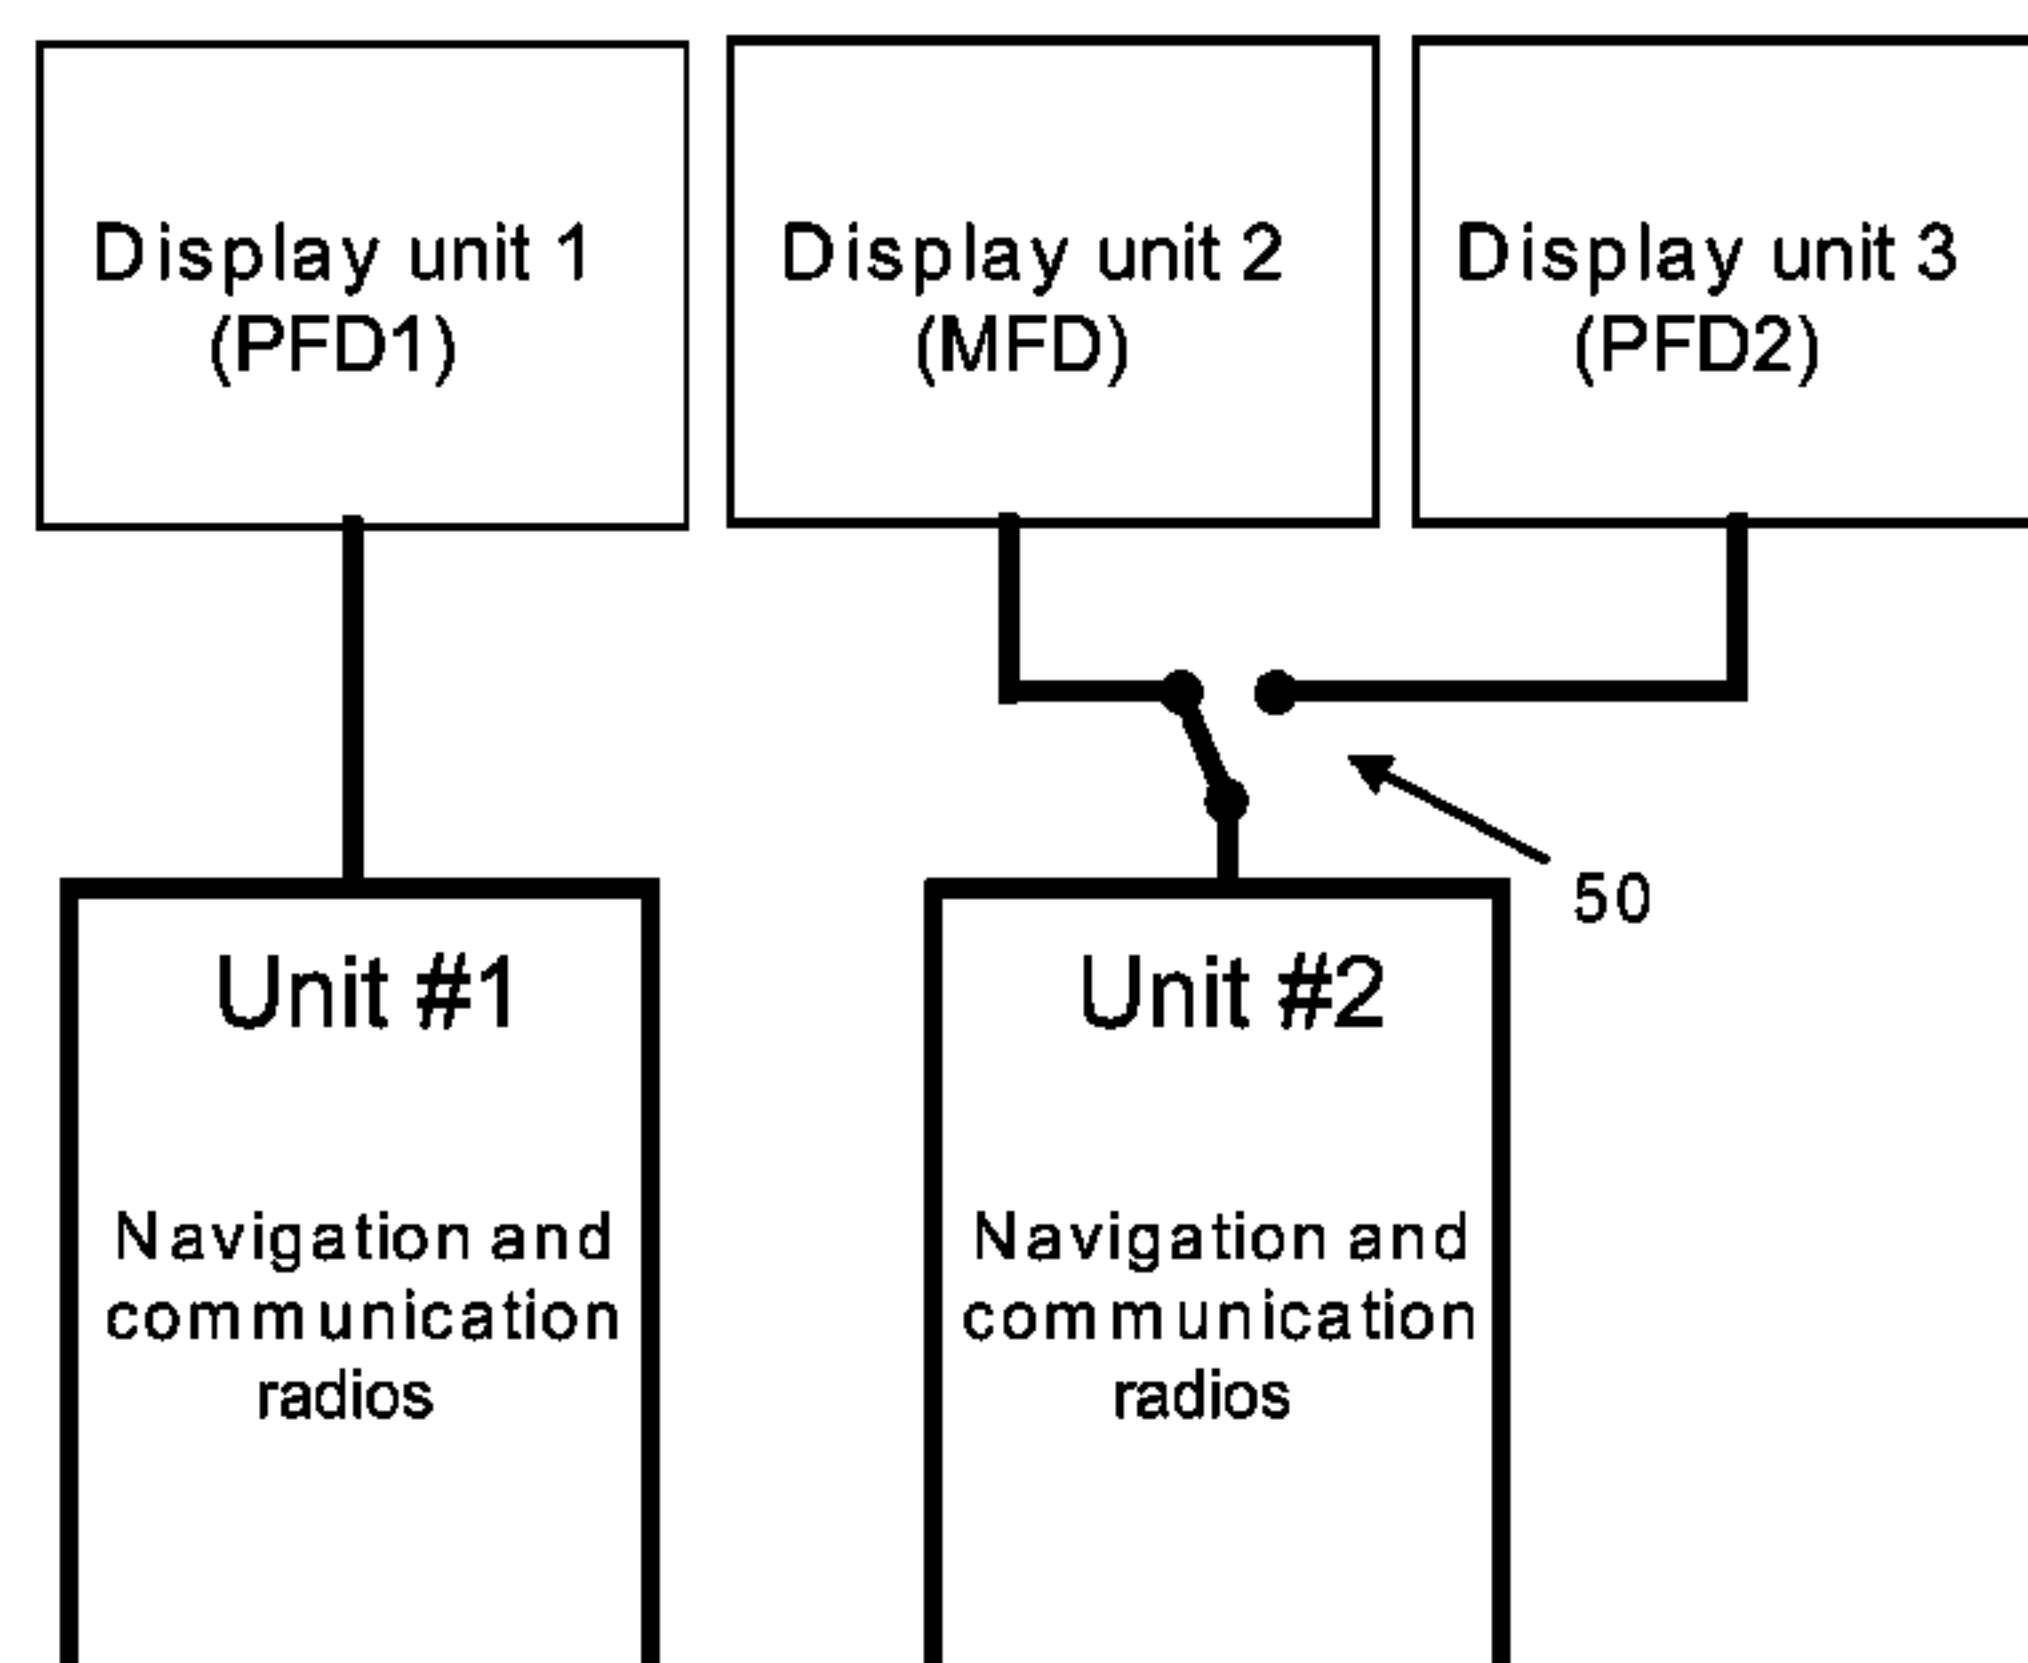 Display unit 1
(PFD1)
Display unit 2
(MFD)
Display unit 3
(PFD2)
50
Unit #1
Navigation and
communication
radios
Unit #2
Navigation and
communication
radios